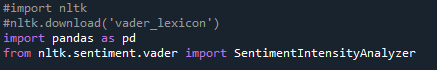 #import nltk
#nltk.download('vader_lexicon')
import pandas as pd
from nltk.sentiment.vader import SentimentIntensityAnalyzer